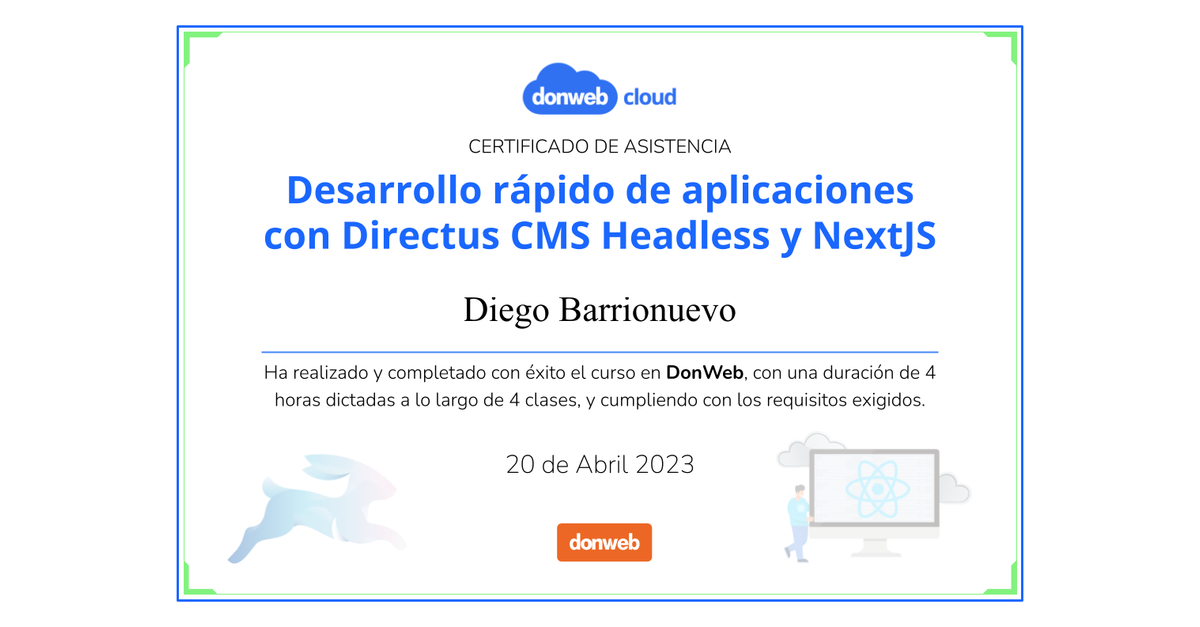 donweb cloud
CERTIFICADO DE ASISTENCIA
Desarrollo rápido de aplicaciones
con Directus CMS Headless y NextJS
Diego Barrionuevo
Ha realizado y completado con éxito el curso en DonWeb, con una duración de 4
horas dictadas a lo largo de 4 clases, y cumpliendo con los requisitos exigidos.
20 de Abril 2023
donweb